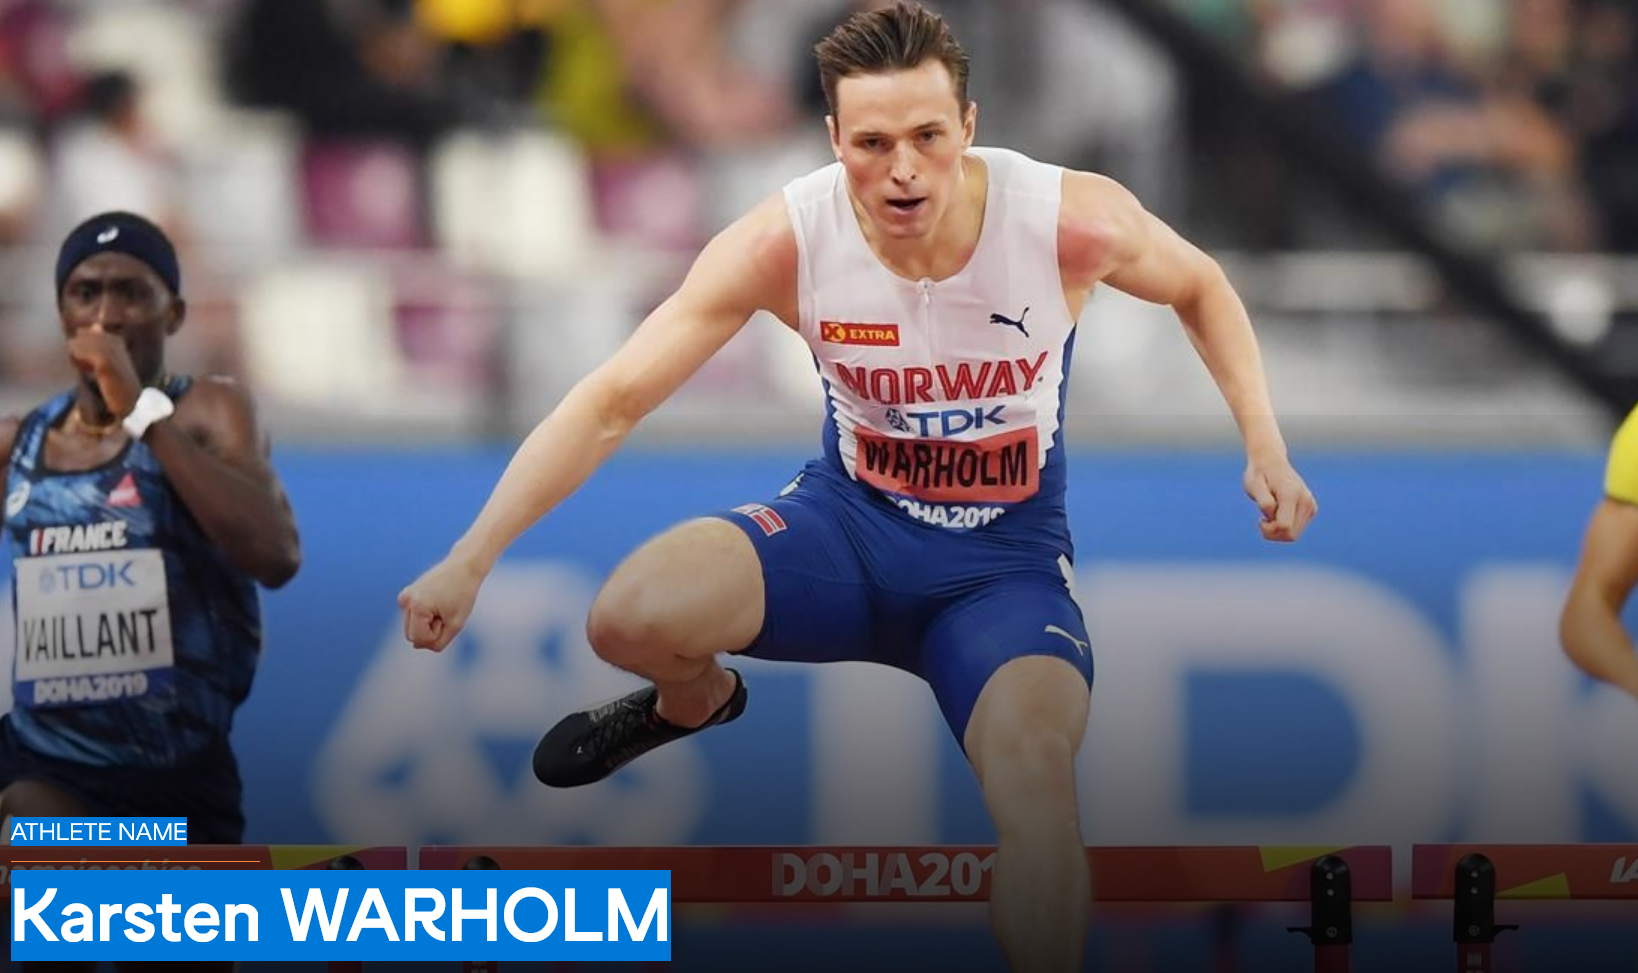 EXTRA
NORWAY
TDK
WARHOLM
DOHA2019
FRANCE
TDK
VAILLANT
DOHA2019
ATHLETE NAME
DOHA201
Karsten WARHOLM